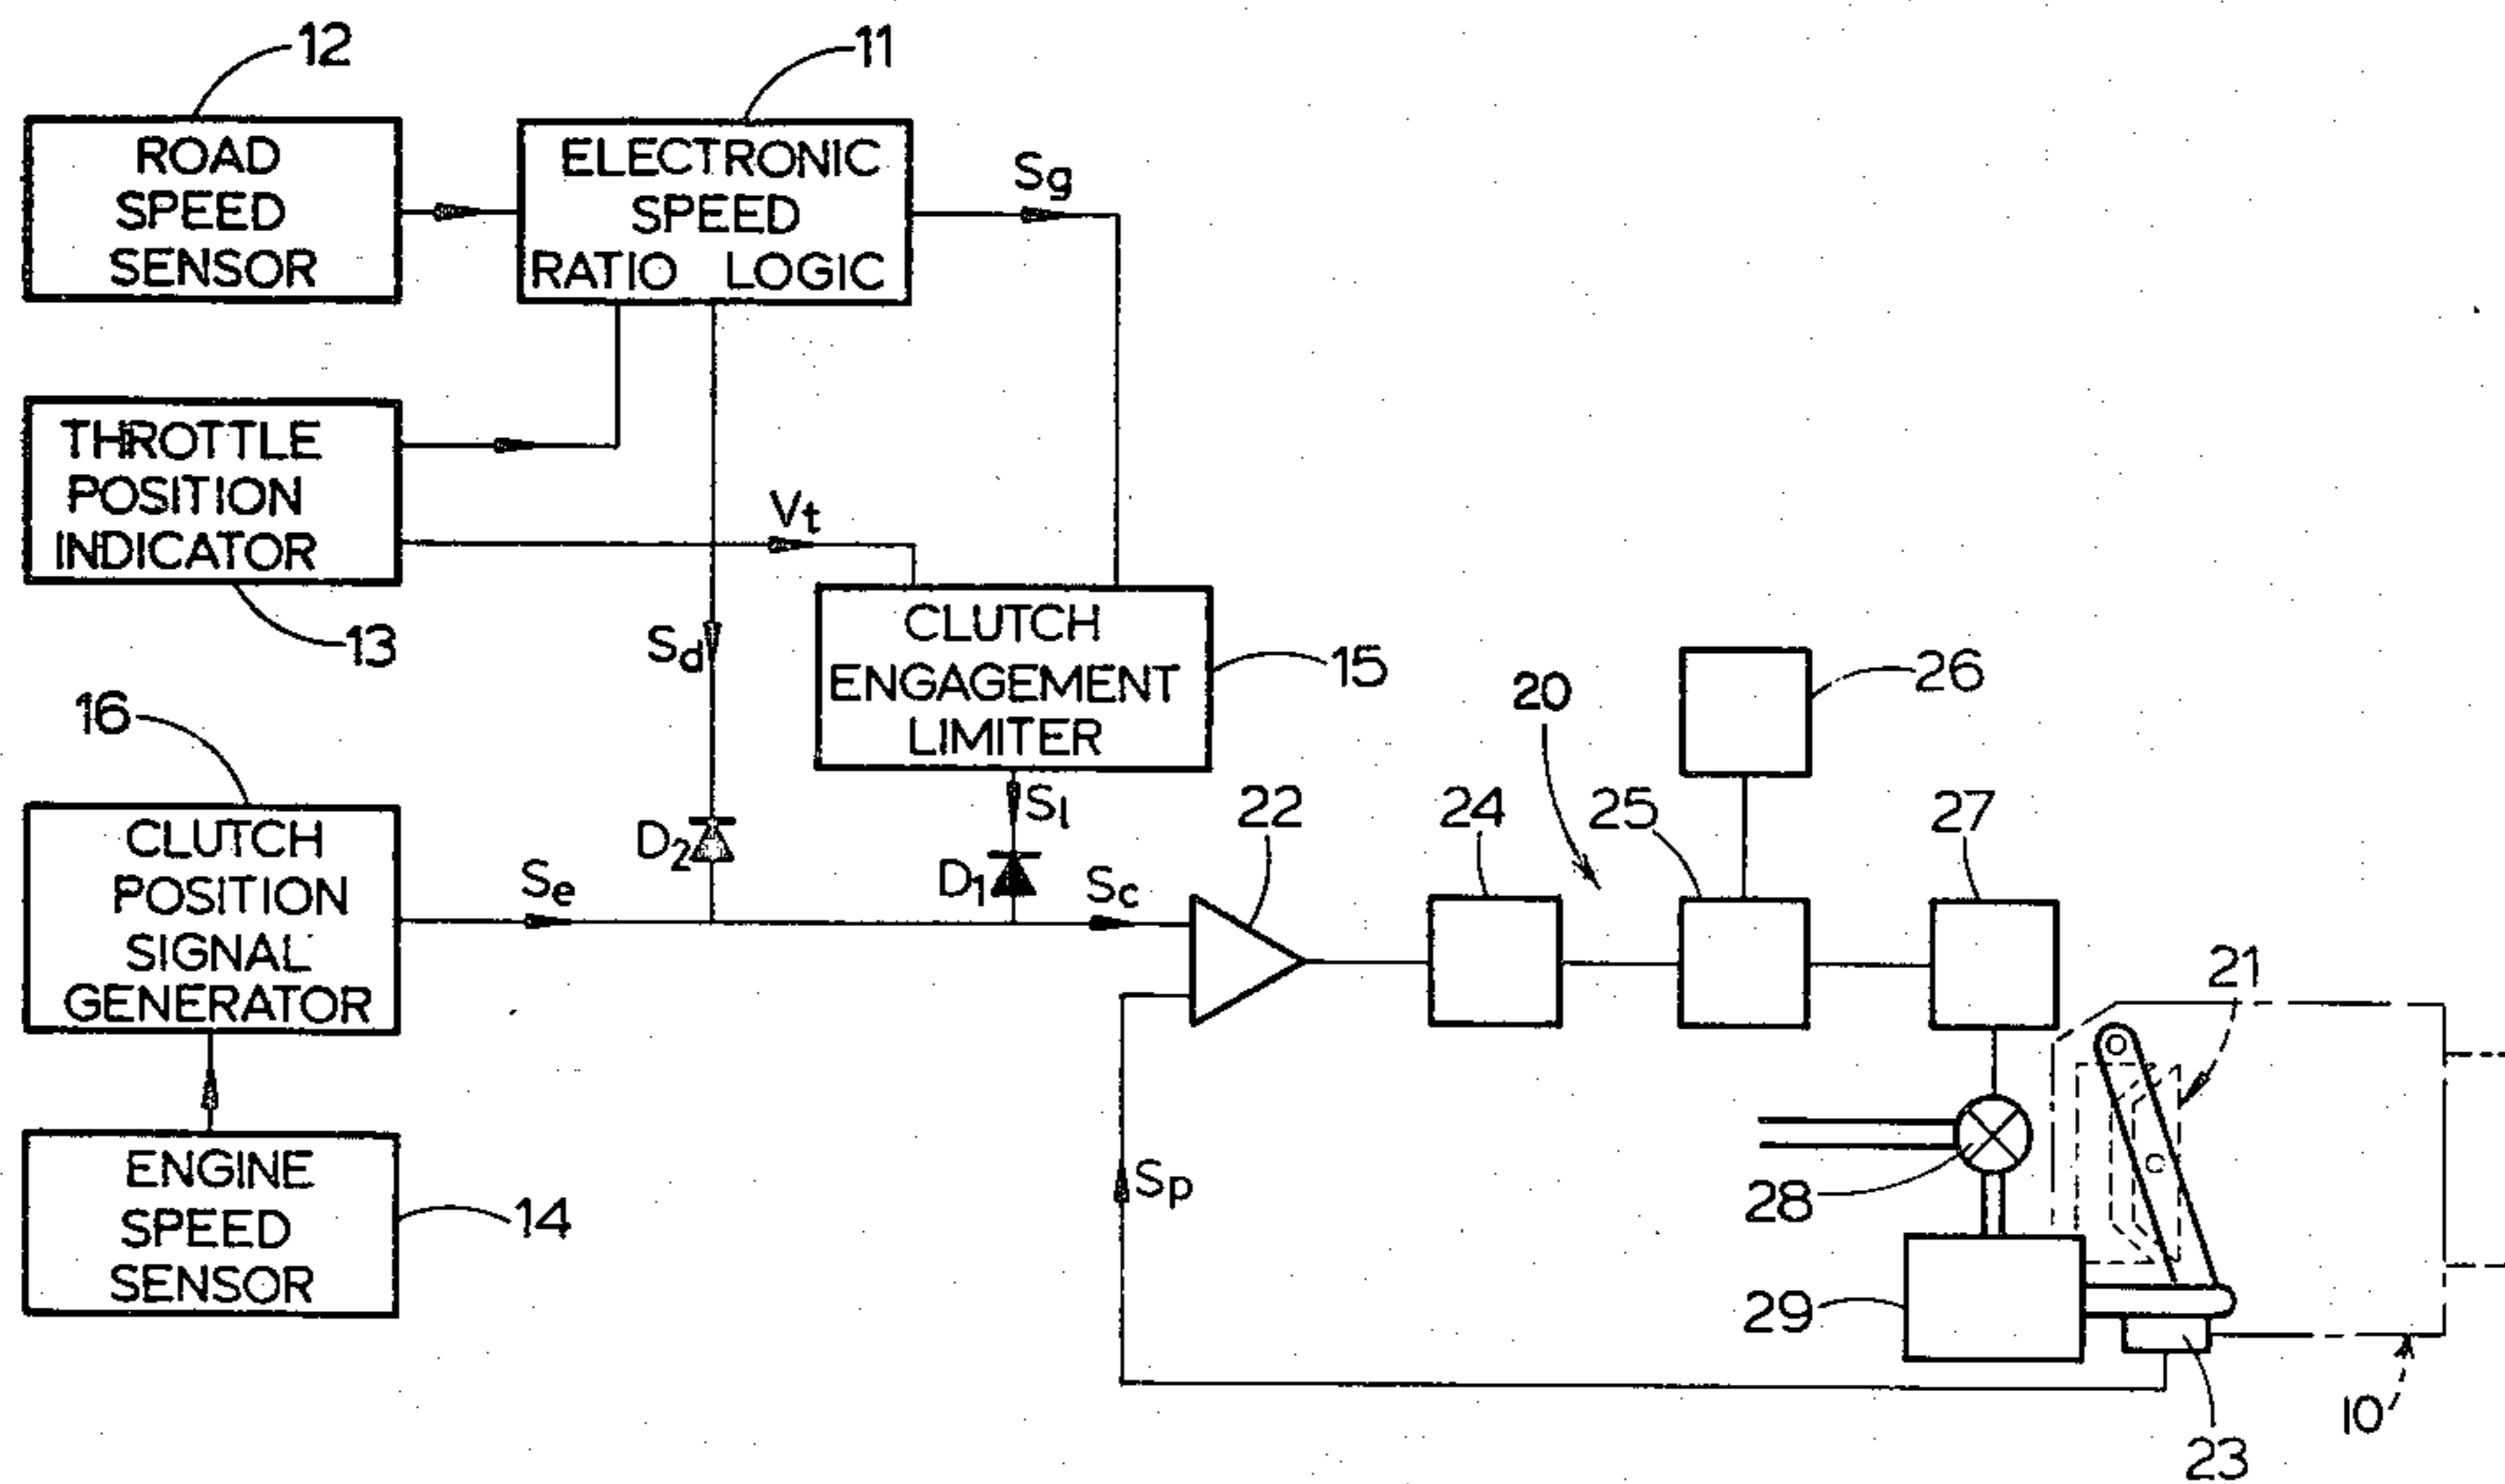 12
11
ROAD
SPEED
SENSOR
ELECTRONIC
SPEED
RATIO LOGIC
Sg
THROTTLE
POSITION
INDICATOR
Vt
13
Sd
CLUTCH
ENGAGEMENT
LIMITER
15
16
20
26
CLUTCH
POSITION
SIGNAL
GENERATOR
Se
D2
Sl
D1
Sc
22
24
25
27
21
ENGINE
SPEED
SENSOR
14
Sp
28
29
10
23